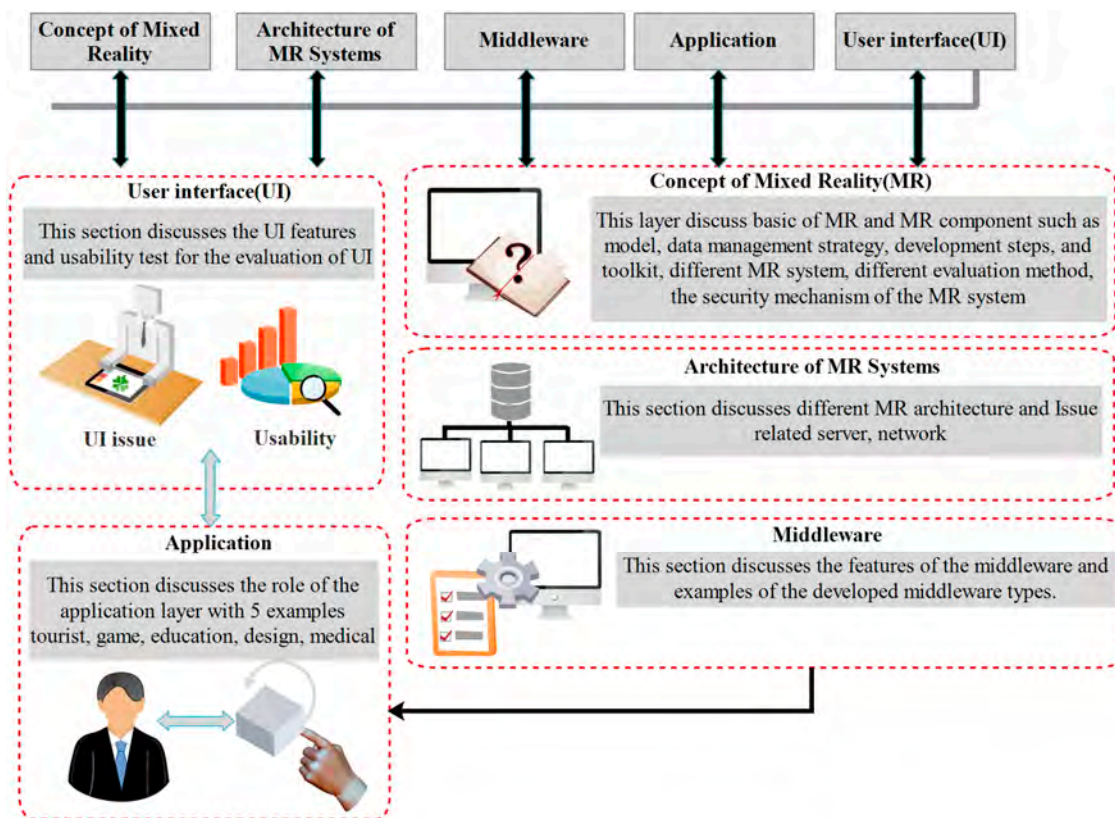 Concept of Mixed
Reality
Architecture of
MR Systems
Middleware
Application
User interface(UI)
User interface(UI)
This section discusses the UI features
and usability test for the evaluation of UI
UI issue
Usability
Concept of Mixed Reality(MR)
This layer discuss basic of MR and MR component such as
model, data management strategy, development steps, and
toolkit, different MR system, different evaluation method,
the security mechanism of the MR system
?
Architecture of MR Systems
This section discusses different MR architecture and Issue
related server, network
Application
This section discusses the role of the
application layer with 5 examples
tourist, game, education, design, medical
Middleware
This section discusses the features of the middleware and
examples of the developed middleware types.